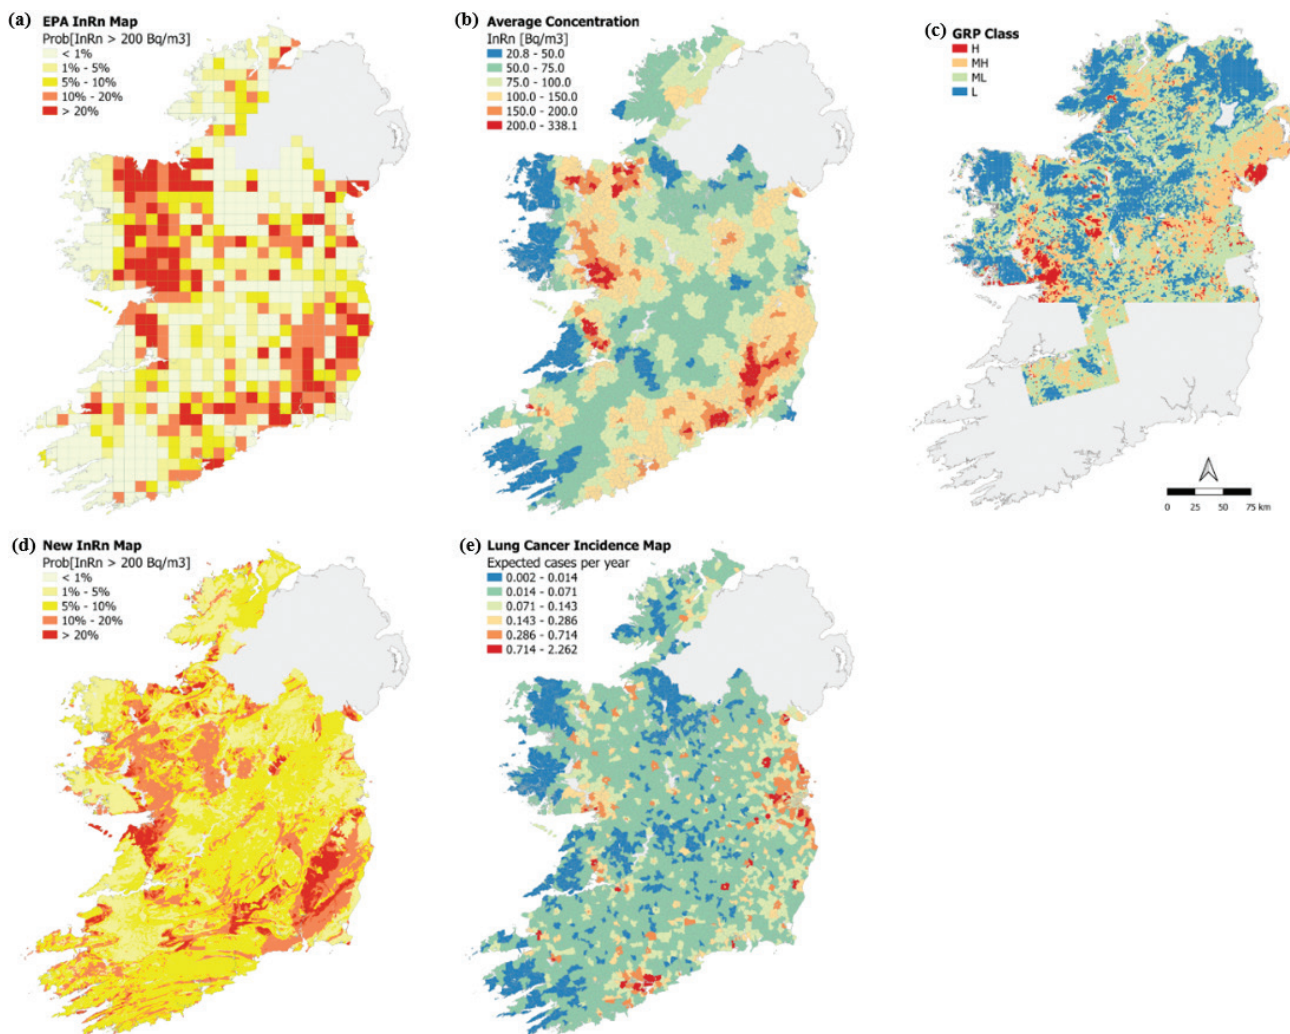 (a) EPA InRn Map
Prob[InRn > 200 Bq/m3]
< 1%
1% - 5%
5% - 10%
10% - 20%
> 20%
(b) Average Concentration
InRn [Bq/m3]
20.8 - 50.0
50.0 - 75.0
75.0 - 100.0
100.0 - 150.0
150.0 - 200.0
200.0 - 338.1
(c) GRP Class
H
MH
ML
L
0 25 50 75 km
(d) New InRn Map
Prob[InRn > 200 Bq/m3]
< 1%
1% - 5%
5% - 10%
10% - 20%
> 20%
(e) Lung Cancer Incidence Map
Expected cases per year
0.002 - 0.014
0.014 - 0.071
0.071 - 0.143
0.143 - 0.286
0.286 - 0.714
0.714 - 2.262